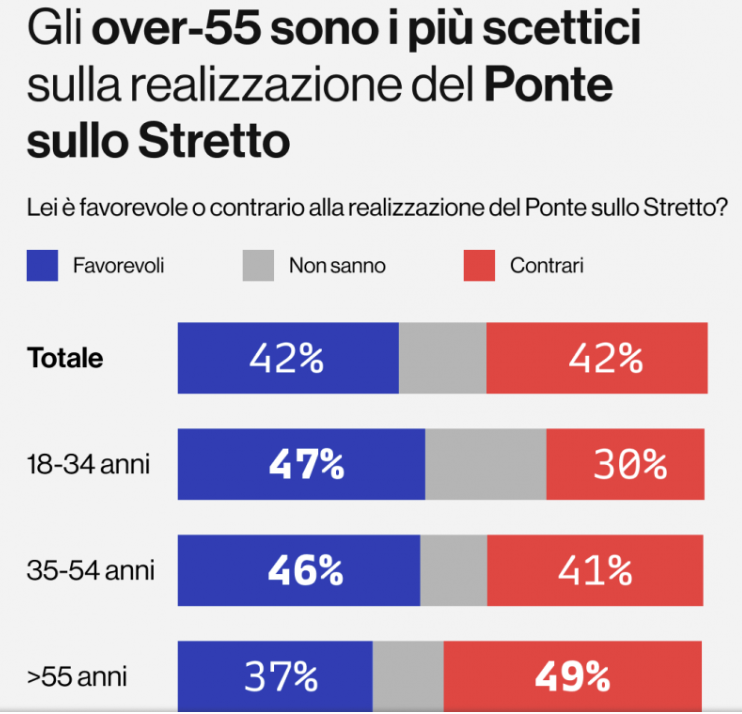 Gli over-55 sono i più scettici
sulla realizzazione del Ponte
sullo Stretto
Lei è favorevole o contrario alla realizzazione del Ponte sullo Stretto?
Favorevoli Non sanno Contrari
Totale 42% 42%
18-34 anni 47% 30%
35-54 anni 46% 41%
>55 anni 37% 49%